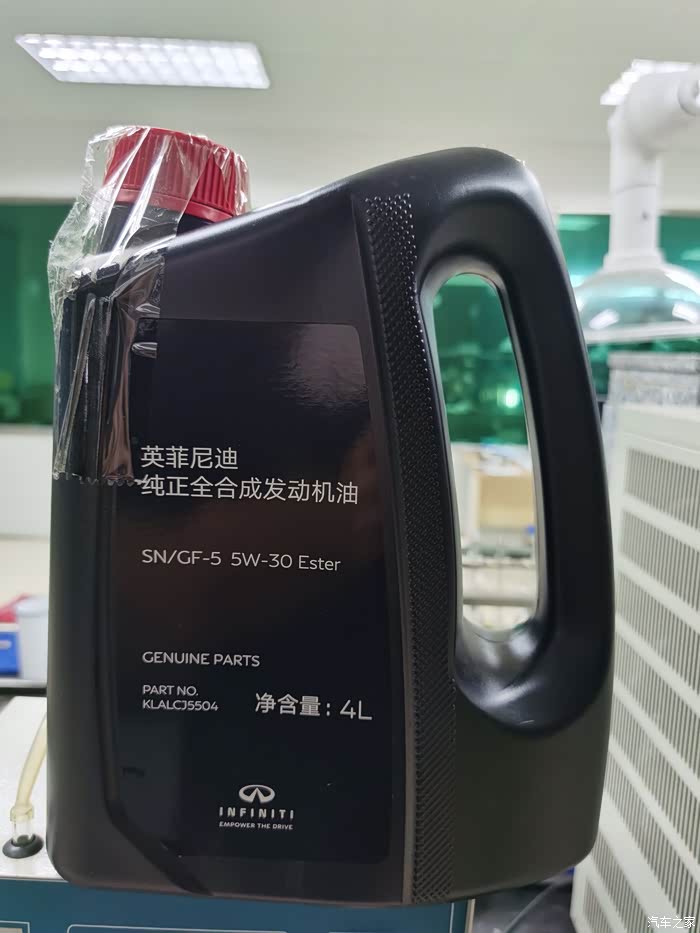 英菲尼迪
纯正全合成发动机油
SN/GF-5 5W-30 Ester
GENUINE PARTS
PART NO.
KLALCJ5504
净含量：4L
INFINITI
EMPOWER THE DRIVE
汽车之家